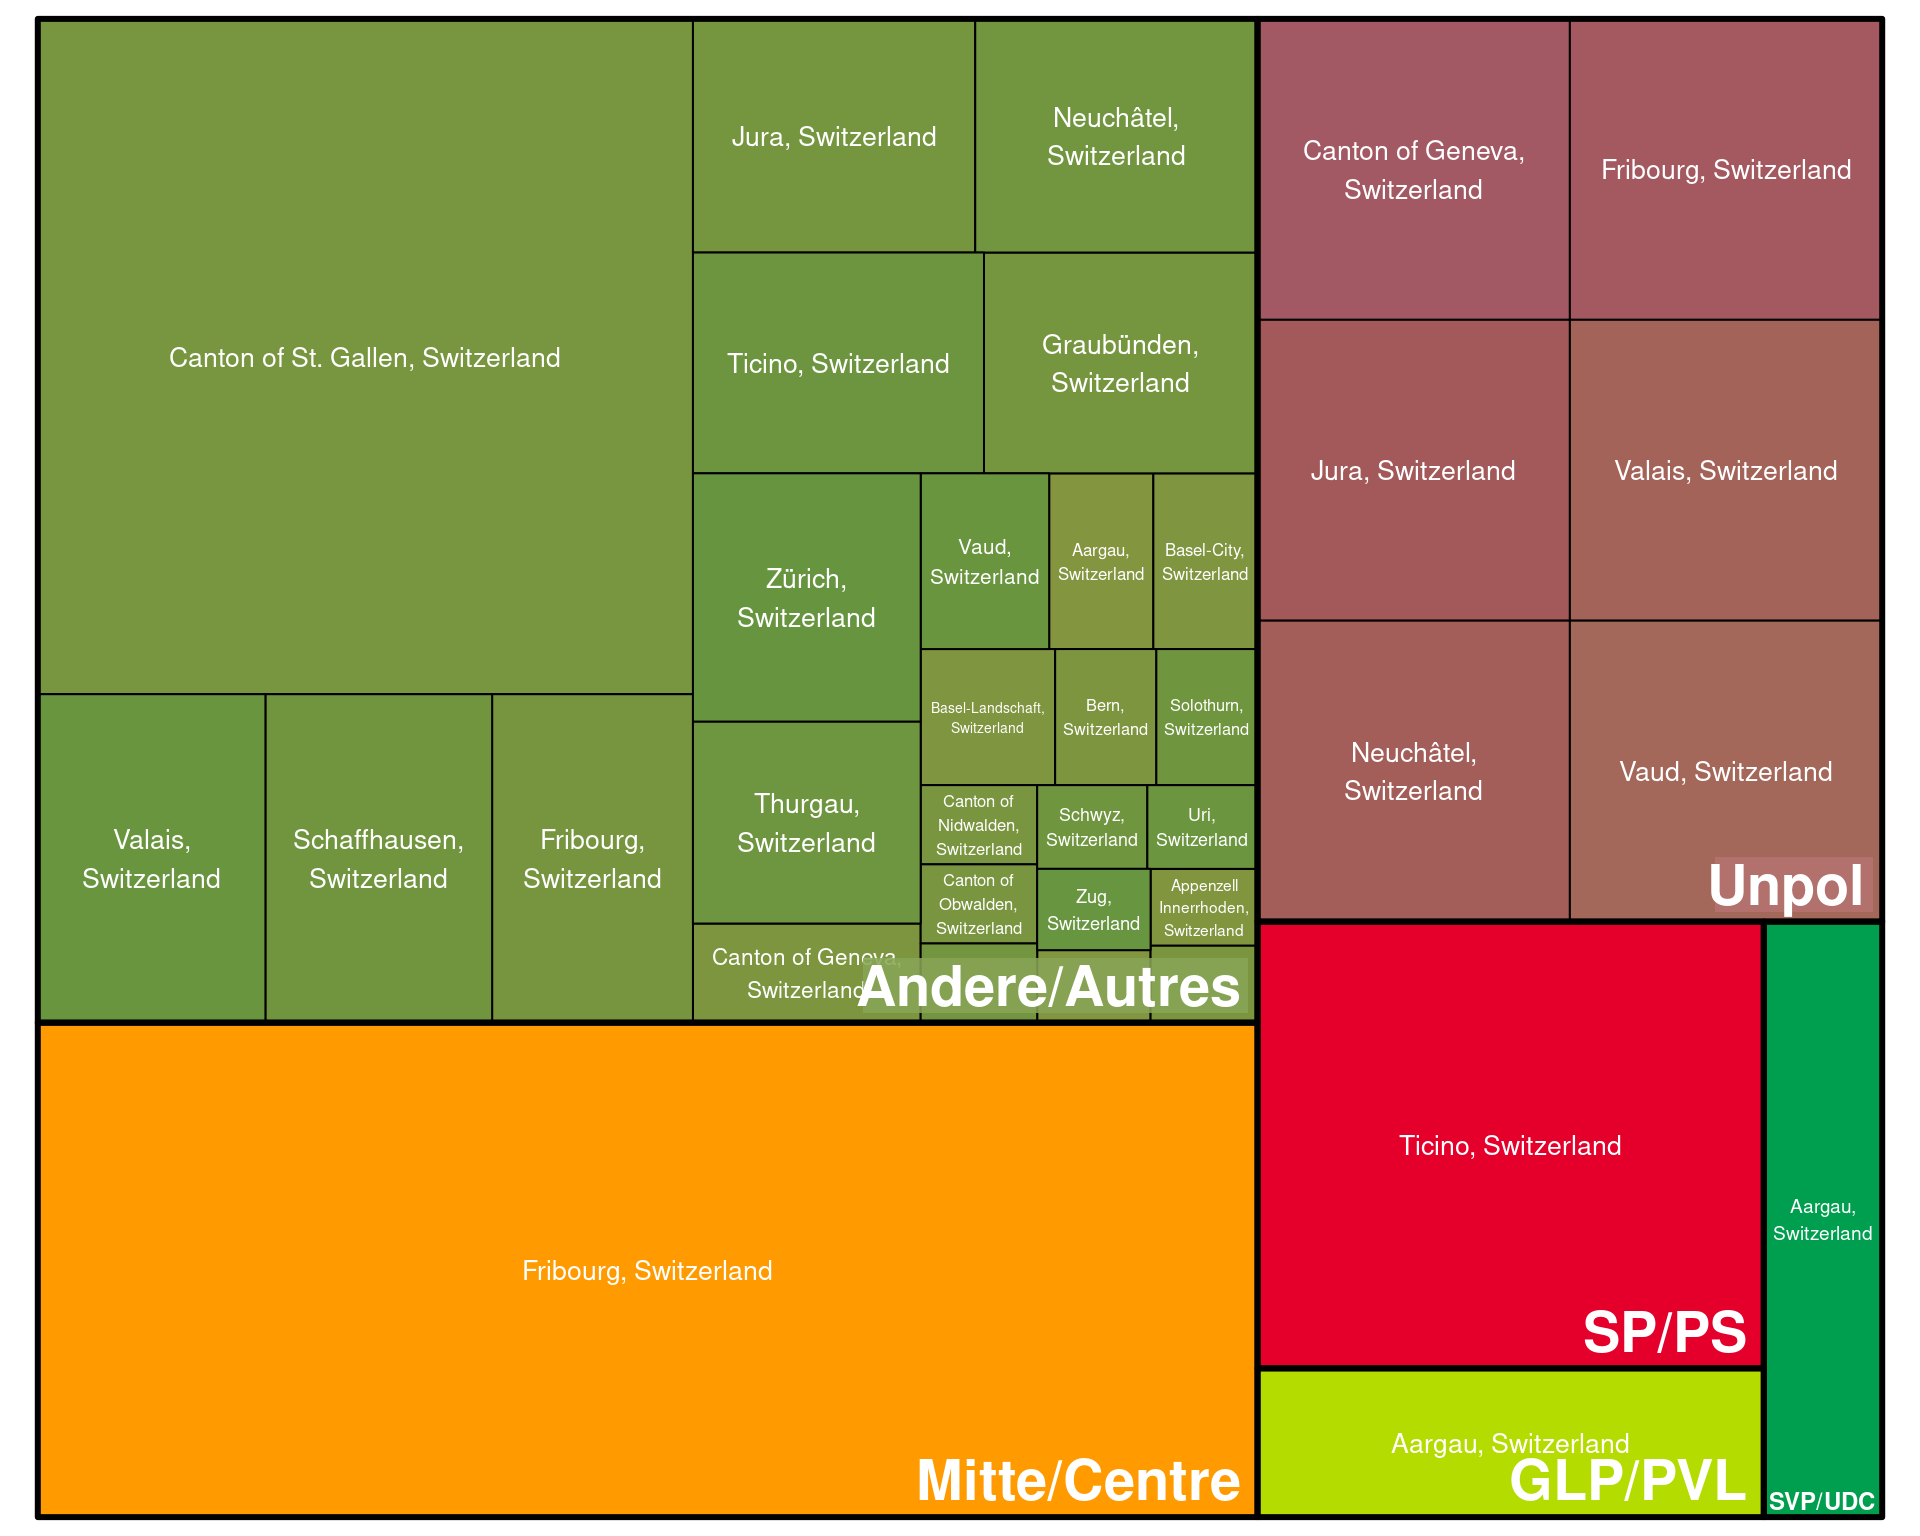 Canton of St. Gallen, Switzerland
Jura, Switzerland
Neuchâtel,
Switzerland
Ticino, Switzerland
Graubünden,
Switzerland
Zürich,
Switzerland
Vaud,
Switzerland
Aargau,
Switzerland
Basel-City,
Switzerland
Basel-Landschaft,
Switzerland
Bern,
Switzerland
Solothurn,
Switzerland
Valais,
Switzerland
Schaffhausen,
Switzerland
Fribourg,
Switzerland
Thurgau,
Switzerland
Canton of
Nidwalden,
Switzerland
Schwyz,
Switzerland
Uri,
Switzerland
Canton of
Obwalden,
Switzerland
Zug,
Switzerland
Appenzell
Innerrhoden,
Switzerland
Canton of Geneva,
Switzerland
Andere/Autres
Canton of Geneva,
Switzerland
Fribourg, Switzerland
Jura, Switzerland
Valais, Switzerland
Neuchâtel,
Switzerland
Vaud, Switzerland
Unpol
Fribourg, Switzerland
Mitte/Centre
Ticino, Switzerland
SP/PS
Aargau, Switzerland
GLP/PVL
Aargau,
Switzerland
SVP/UDC